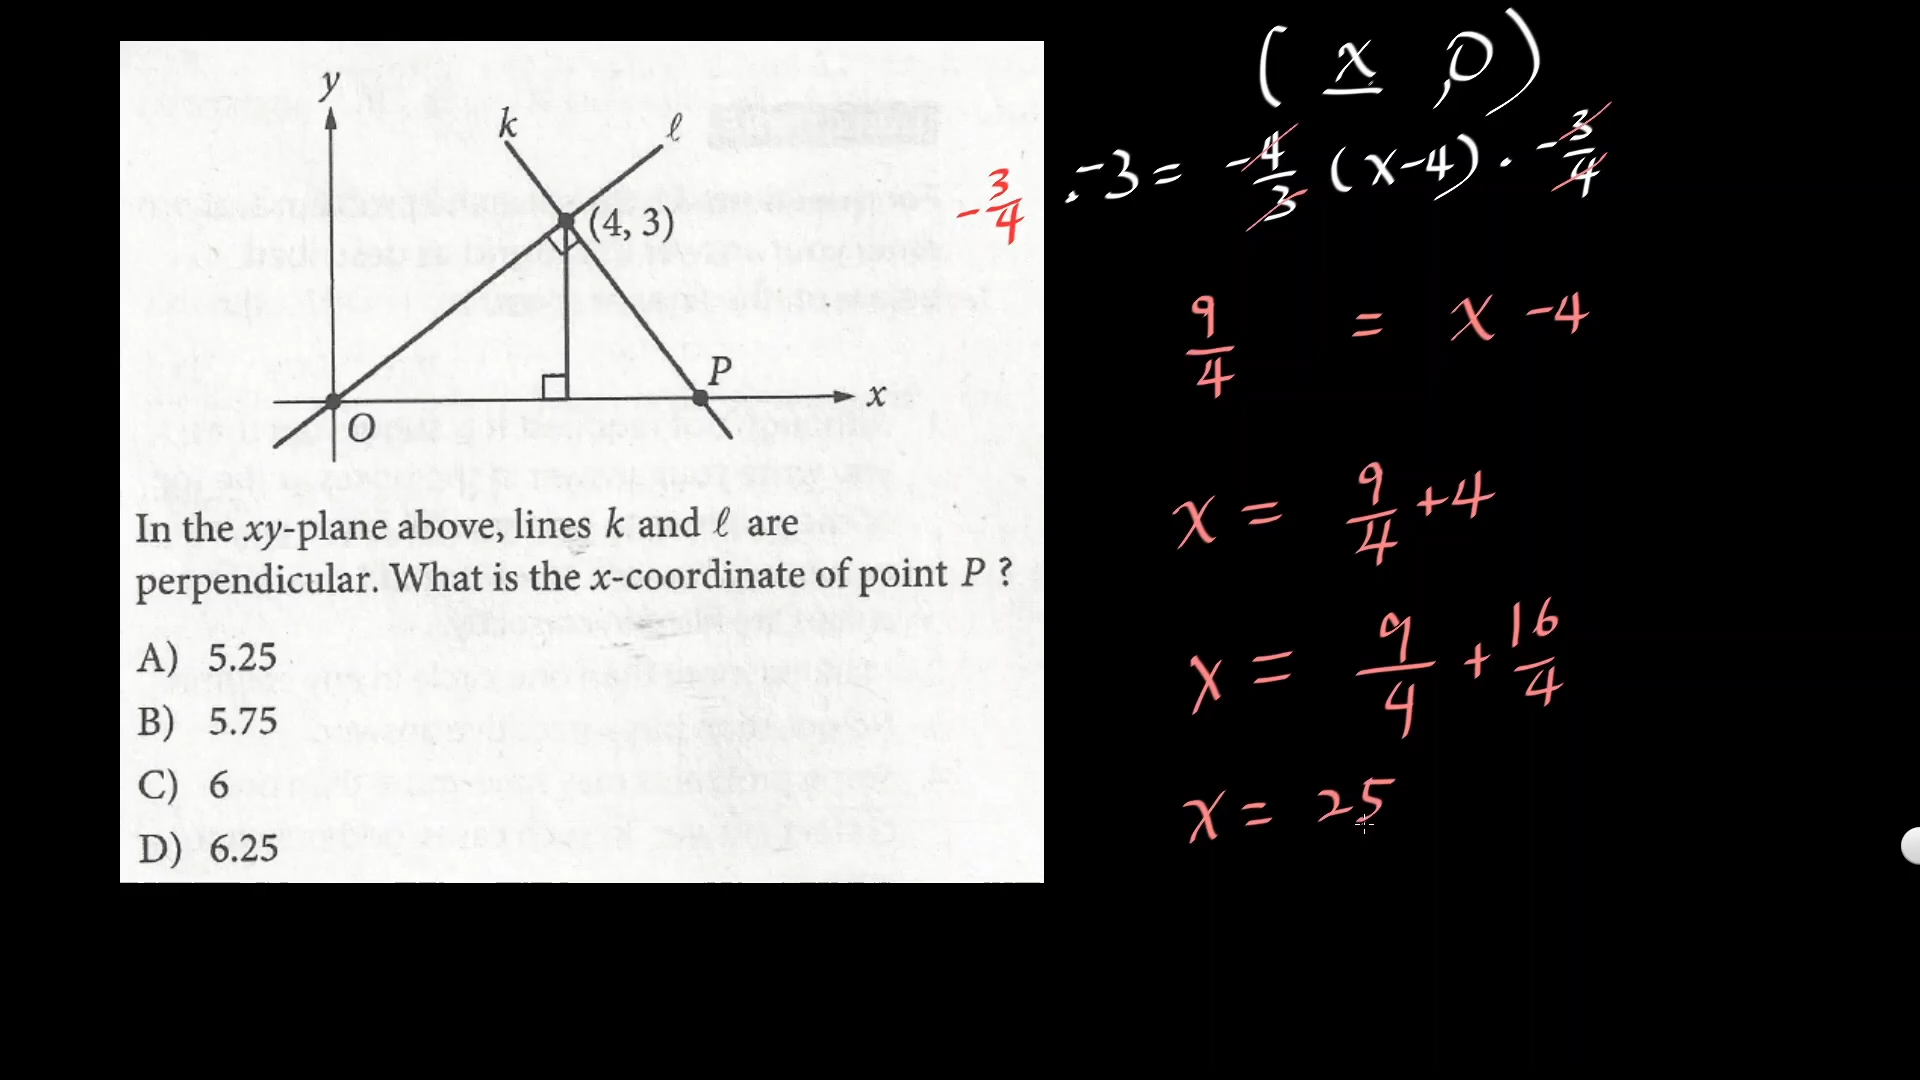 y
k
ℓ
(4, 3)
P
x
O
In the xy-plane above, lines k and ℓ are
perpendicular. What is the x-coordinate of point P ?
A) 5.25
B) 5.75
C) 6
D) 6.25
(x, 0)
-3/4 · -3 = -4/3 (x-4) · -3/4
9/4 = x -4
x = 9/4 +4
x = 9/4 + 16/4
x = 25